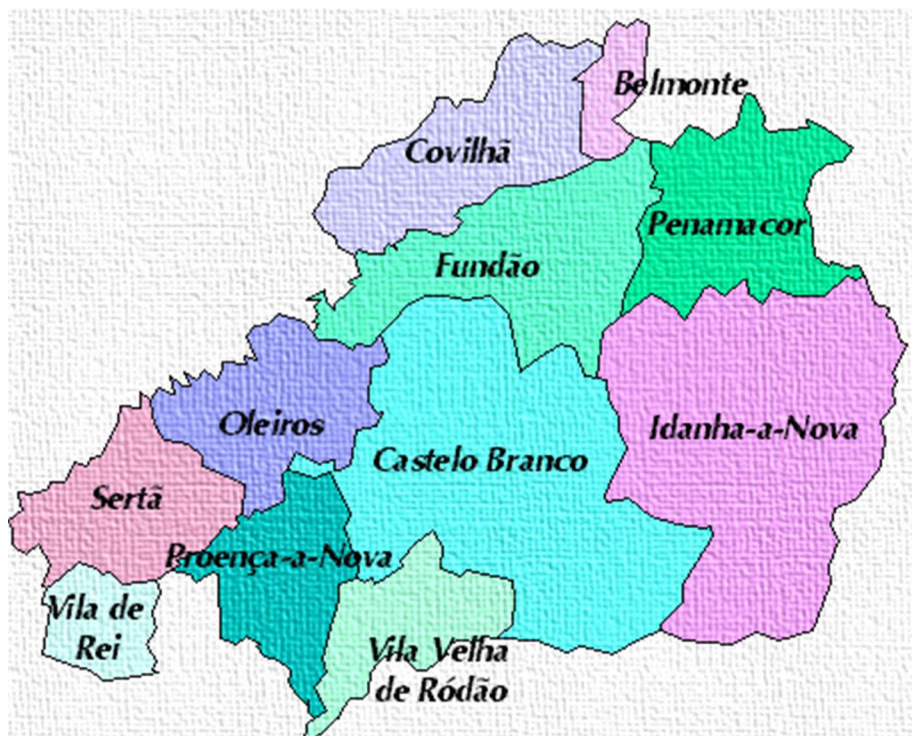 Belmonte
Covilhã
Penamacor
Fundão
Oleiros
Idanha-a-Nova
Castelo Branco
Sertã
Proença-a-Nova
Vila de
Rei
Vila Velha
de Ródão